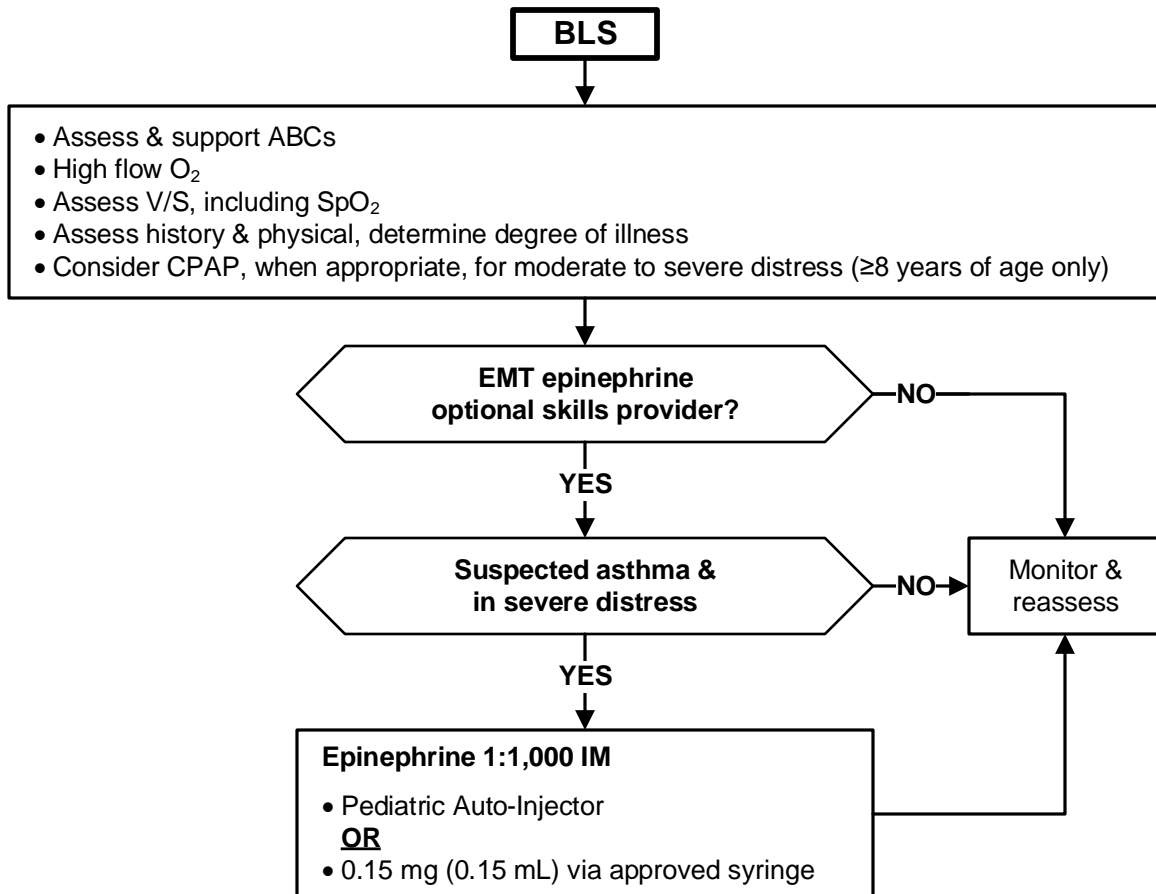 BLS
• Assess & support ABCs
• High flow O₂
• Assess V/S, including SpO₂
• Assess history & physical, determine degree of illness
• Consider CPAP, when appropriate, for moderate to severe distress (≥8 years of age only)
EMT epinephrine
optional skills provider?
NO
YES
Suspected asthma &
in severe distress
NO
Monitor &
reassess
YES
Epinephrine 1:1,000 IM
• Pediatric Auto-Injector
OR
• 0.15 mg (0.15 mL) via approved syringe